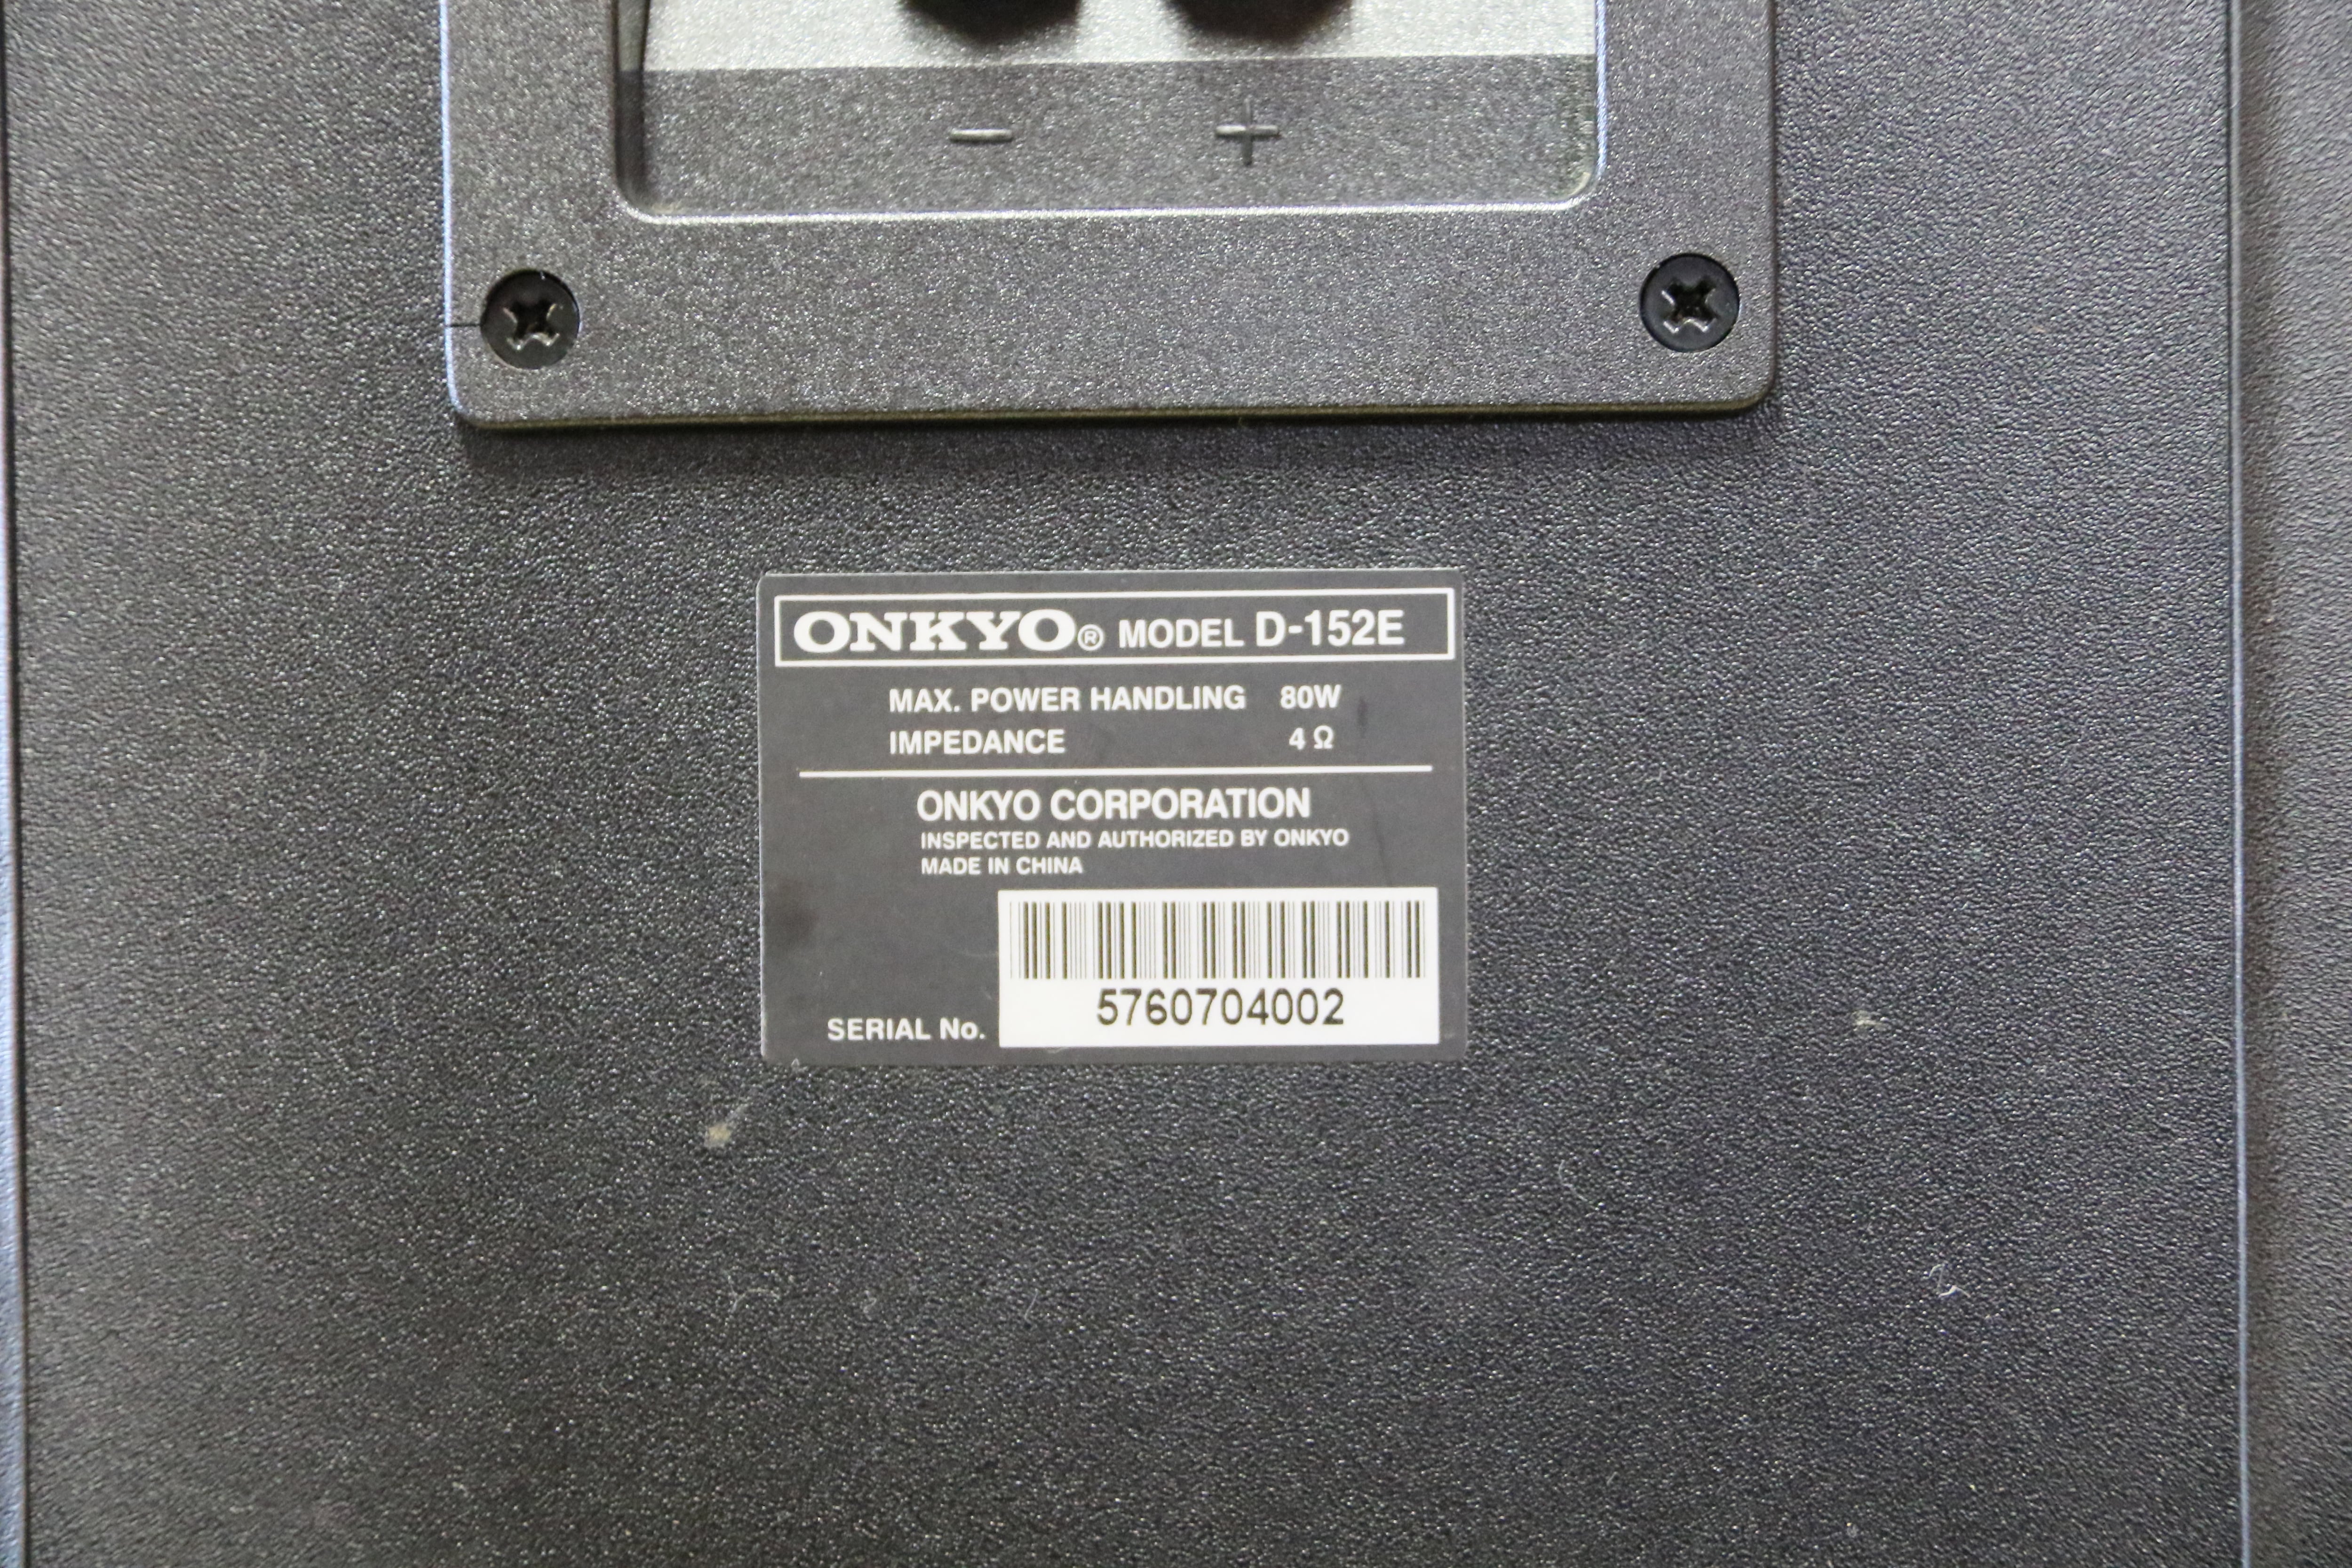 − +
ONKYO® MODEL D-152E
MAX. POWER HANDLING 80W
IMPEDANCE 4 Ω
ONKYO CORPORATION
INSPECTED AND AUTHORIZED BY ONKYO
MADE IN CHINA
5760704002
SERIAL No.